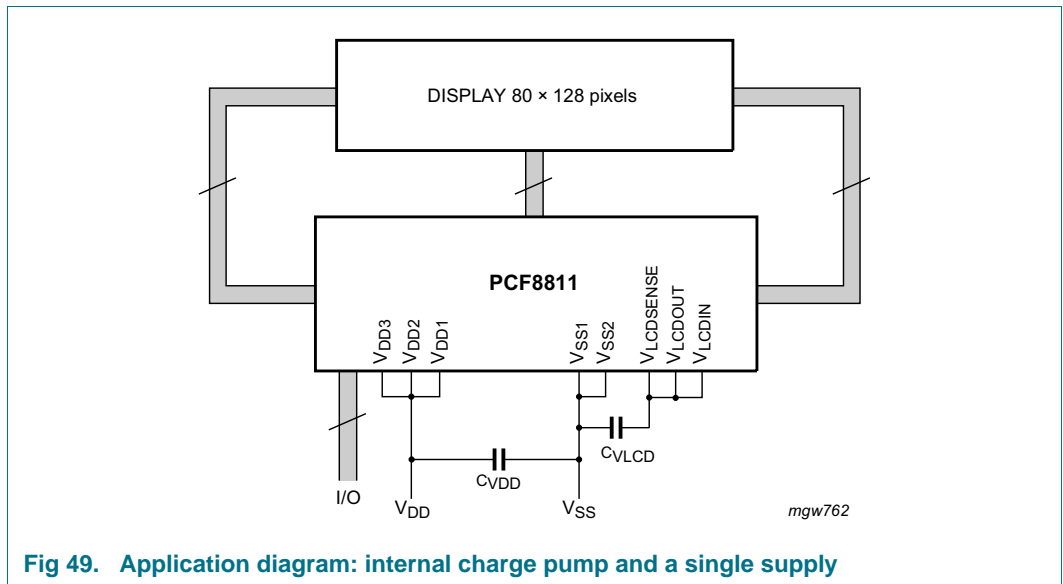 DISPLAY 80 × 128 pixels
PCF8811
VDD3
VDD2
VDD1
VSS1
VSS2
VLCDSENSE
VLCDOUT
VLCDIN
CVLCD
CVDD
I/O
VDD
VSS
mgw762
Fig 49. Application diagram: internal charge pump and a single supply